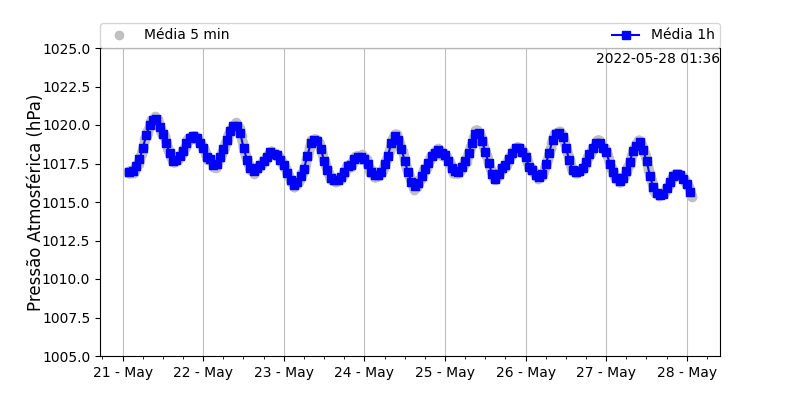 Média 5 min
Média 1h
2022-05-28 01:36
Pressão Atmosférica (hPa)
1025.0
1022.5
1020.0
1017.5
1015.0
1012.5
1010.0
1007.5
1005.0
21 - May
22 - May
23 - May
24 - May
25 - May
26 - May
27 - May
28 - May